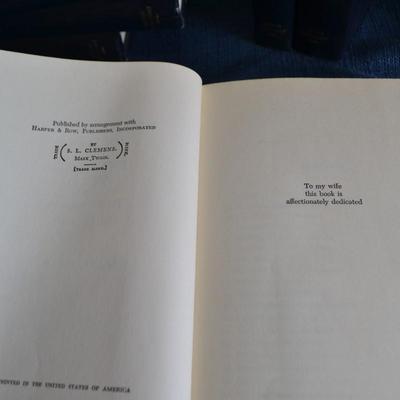 Published by arrangement with
HARPER & ROW, PUBLISHERS, INCORPORATED
BY
S. L. CLEMENS.
MARK TWAIN.
[TRADE MARK.]
PRINTED IN THE UNITED STATES OF AMERICA
To my wife
this book is
affectionately dedicated